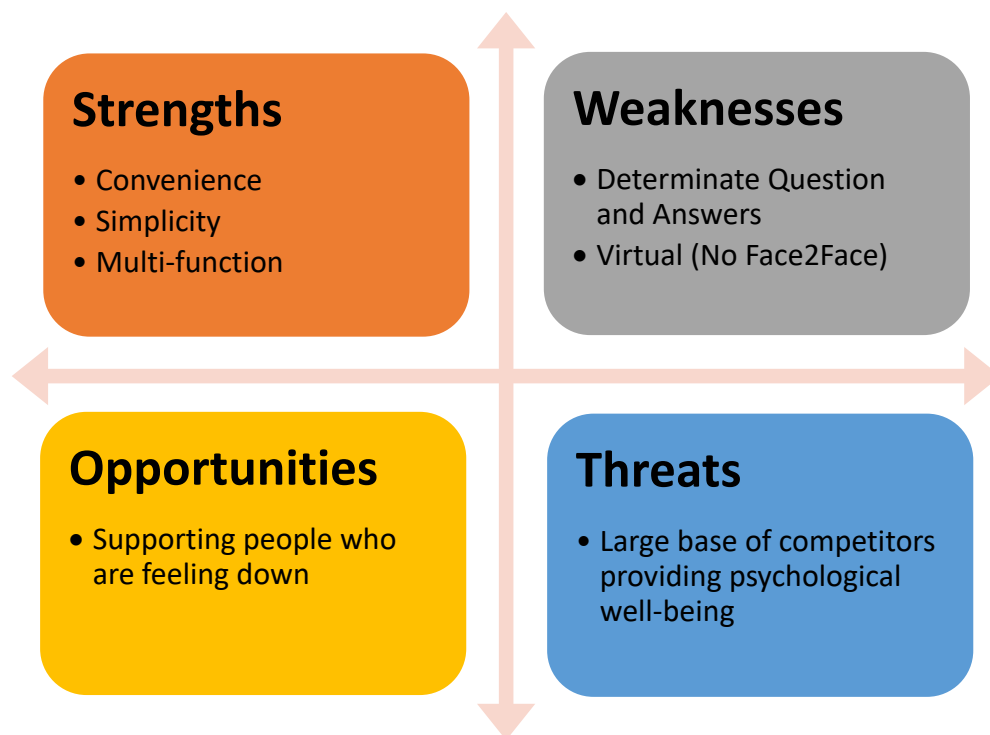 Strengths
• Convenience
• Simplicity
• Multi-function
Weaknesses
• Determinate Question
and Answers
• Virtual (No Face2Face)
Opportunities
• Supporting people who
are feeling down
Threats
• Large base of competitors
providing psychological
well-being